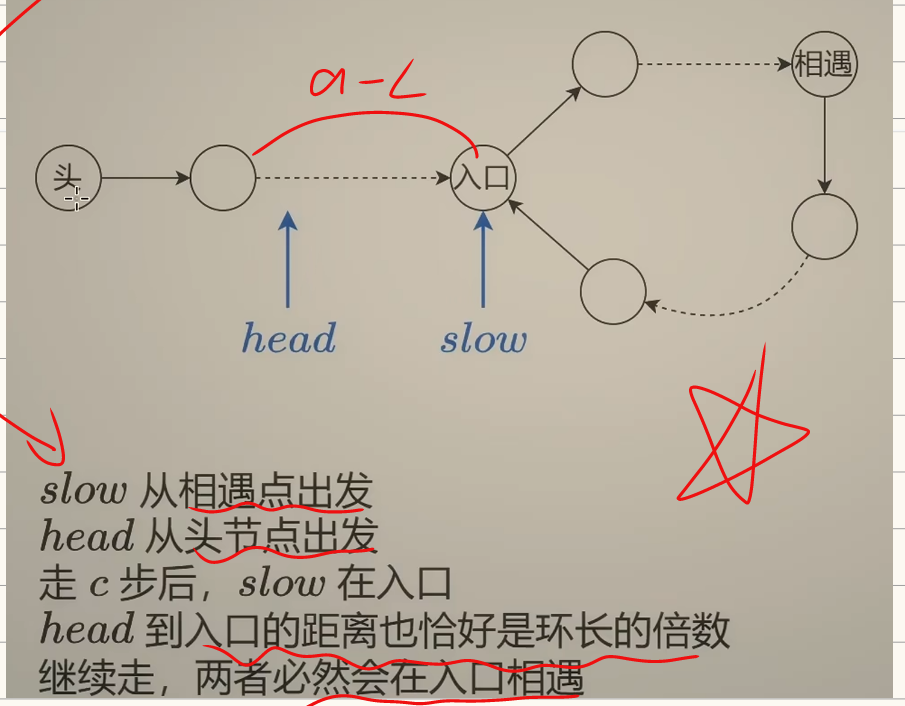 a-L
相遇
头
入口
head
slow
slow 从相遇点出发
head 从头节点出发
走 c 步后，slow 在入口
head 到入口的距离也恰好是环长的倍数
继续走，两者必然会在入口相遇